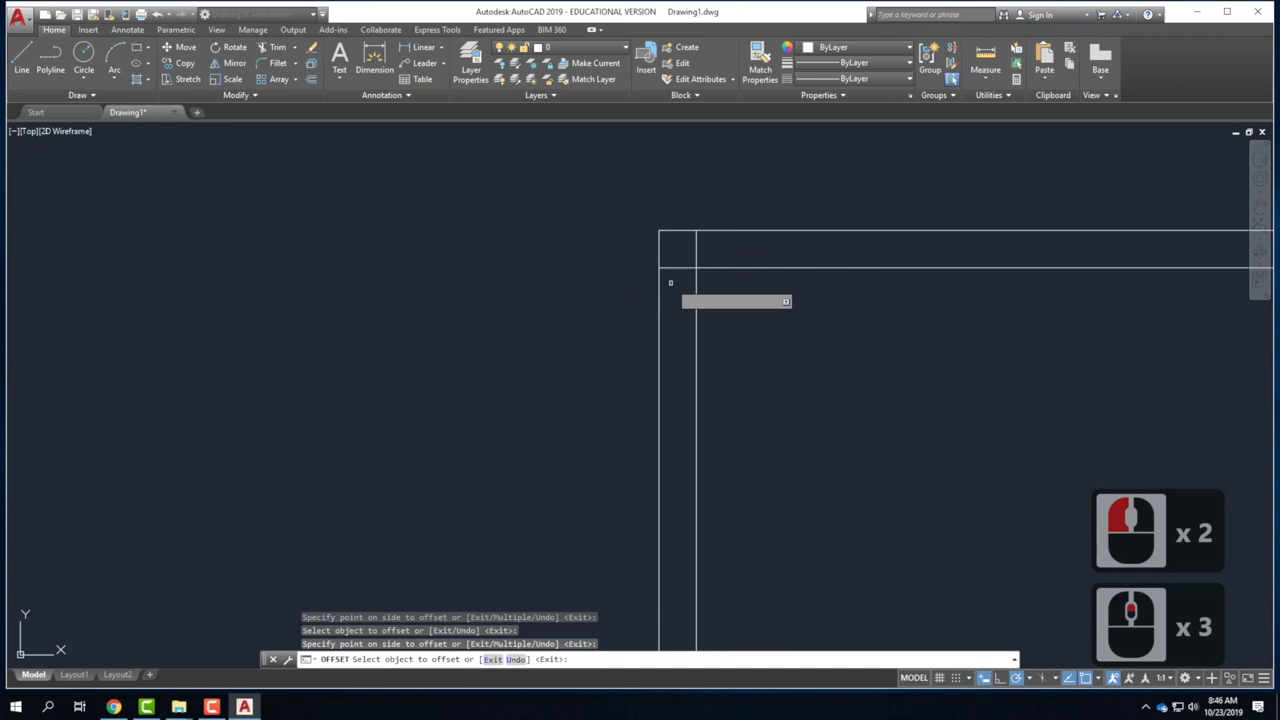 Autodesk AutoCAD 2019 - EDUCATIONAL VERSION Drawing1.dwg
Type a keyword or phrase
Sign In
Home Insert Annotate Parametric View Manage Output Add-ins Collaborate Express Tools Featured Apps BIM 360
Line
Polyline
Circle
Arc
Move
Rotate
Trim
Copy
Mirror
Fillet
Stretch
Scale
Array
Text
Dimension
Linear
Leader
Table
Layer
Properties
0
Make Current
Match Layer
Insert
Create
Edit
Edit Attributes
Match
Properties
ByLayer
ByLayer
ByLayer
Group
Measure
Paste
Base
Draw
Modify
Annotation
Layers
Block
Properties
Groups
Utilities
Clipboard
View
Start
Drawing1*
[−][Top][2D Wireframe]
x 2
x 3
Y
X
Specify point on side to offset or [Exit/Multiple/Undo] <Exit>:
Select object to offset or [Exit/Undo] <Exit>:
Specify point on side to offset or [Exit/Multiple/Undo] <Exit>:
OFFSET Select object to offset or [Exit Undo] <Exit>:
Model Layout1 Layout2 +
MODEL
1:1
8:46 AM
10/23/2019